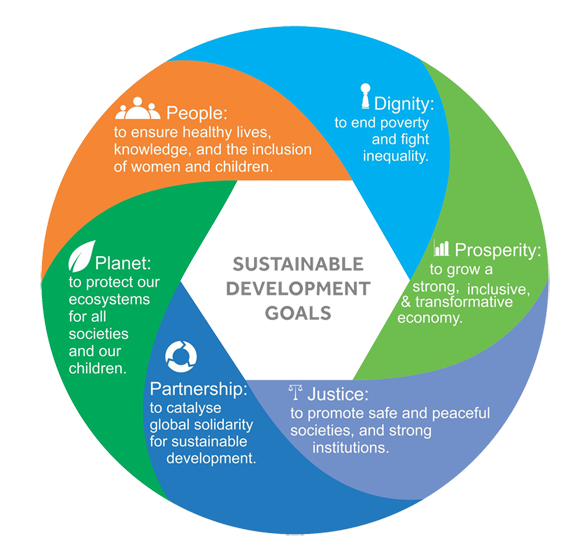 SUSTAINABLE
DEVELOPMENT
GOALS
Dignity:
to end poverty
and fight
inequality.
Prosperity:
to grow a
strong, inclusive,
& transformative
economy.
Justice:
to promote safe and peaceful
societies, and strong
institutions.
Partnership:
to catalyse
global solidarity
for sustainable
development.
Planet:
to protect our
ecosystems
for all
societies
and our
children.
People:
to ensure healthy lives,
knowledge, and the inclusion
of women and children.